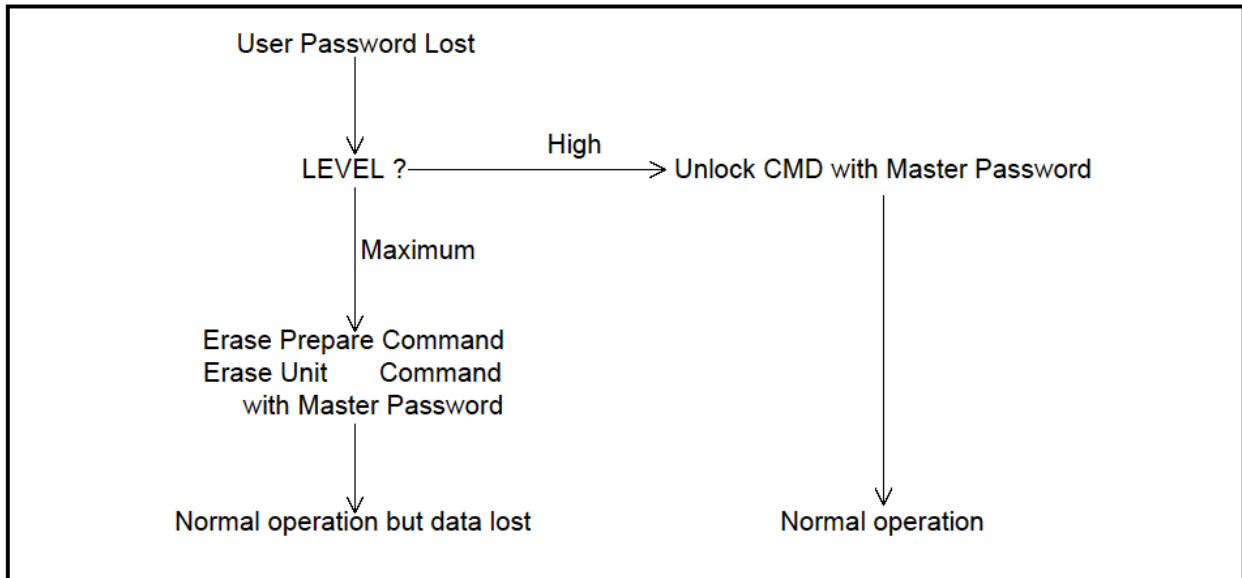 User Password Lost
High
LEVEL ?
Unlock CMD with Master Password
Maximum
Erase Prepare Command
Erase Unit Command
with Master Password
Normal operation but data lost
Normal operation